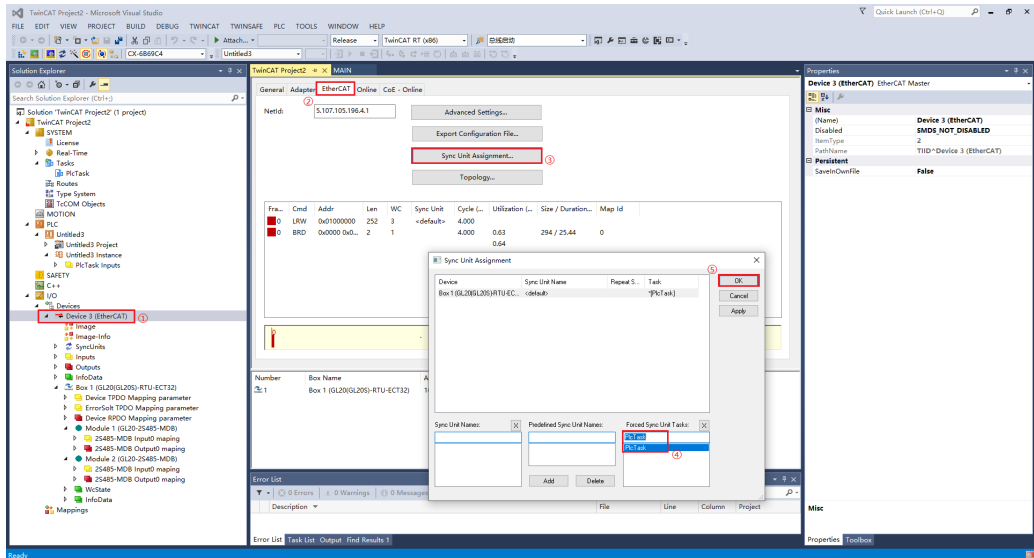 TwinCAT Project2 - Microsoft Visual Studio
Quick Launch (Ctrl+Q)
FILE EDIT VIEW PROJECT BUILD DEBUG TWINCAT TWINSAFE PLC TOOLS WINDOW HELP
Attach... Release TwinCAT RT (x86) 总线启动
CX-6B69C4 Untitled3
Solution Explorer
Search Solution Explorer (Ctrl+;)
Solution 'TwinCAT Project2' (1 project)
TwinCAT Project2
SYSTEM
License
Real-Time
Tasks
PlcTask
Routes
Type System
TcCOM Objects
MOTION
PLC
Untitled3
Untitled3 Project
Untitled3 Instance
PlcTask Inputs
SAFETY
C++
I/O
Devices
Device 3 (EtherCAT) ①
Image
Image-Info
SyncUnits
Inputs
Outputs
InfoData
Box 1 (GL20(GL20S)-RTU-ECT32)
Device TPDO Mapping parameter
ErrorSolt TPDO Mapping parameter
Device RPDO Mapping parameter
Module 1 (GL20-2S485-MDB)
2S485-MDB Input0 maping
2S485-MDB Output0 maping
Module 2 (GL20-2S485-MDB)
2S485-MDB Input0 maping
2S485-MDB Output0 maping
WcState
InfoData
Mappings
TwinCAT Project2 MAIN
General Adapter EtherCAT Online CoE - Online
②
NetId: 5.107.105.196.4.1
Advanced Settings...
Export Configuration File...
Sync Unit Assignment... ③
Topology...
Fra... Cmd Addr Len WC Sync Unit Cycle (... Utilization (... Size / Duration... Map Id
0 LRW 0x01000000 252 3 <default> 4.000
0 BRD 0x0000 0x0... 2 1 4.000 0.63 294 / 25.44 0
0.64
0
Number Box Name A
1 Box 1 (GL20(GL20S)-RTU-ECT32) 1
Sync Unit Assignment
⑤
Device Sync Unit Name Repeat S... Task
Box 1 (GL20(GL20S)-RTU-EC... <default> *(PlcTask)
OK
Cancel
Apply
Sync Unit Names: X Predefined Sync Unit Names: Forced Sync Unit Tasks: X
PlcTask
PlcTask
④
Add Delete
Error List
0 Errors 0 Warnings 0 Messages
Description File Line Column Project
Error List Task List Output Find Results 1
Properties
Device 3 (EtherCAT) EtherCAT Master
Misc
(Name) Device 3 (EtherCAT)
Disabled SMDS_NOT_DISABLED
ItemType 2
PathName TIID^Device 3 (EtherCAT)
Persistent
SaveInOwnFile False
Misc
Properties Toolbox
Ready